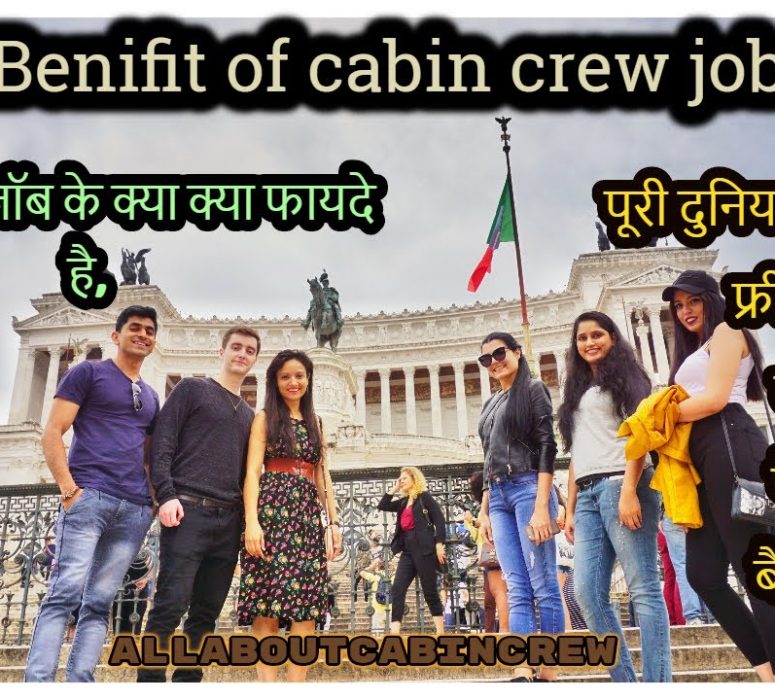 Benifit of cabin crew job
जॉब के क्या क्या फायदे
है,
पूरी दुनिय
फ्री
ALLABOUTCABINCREW